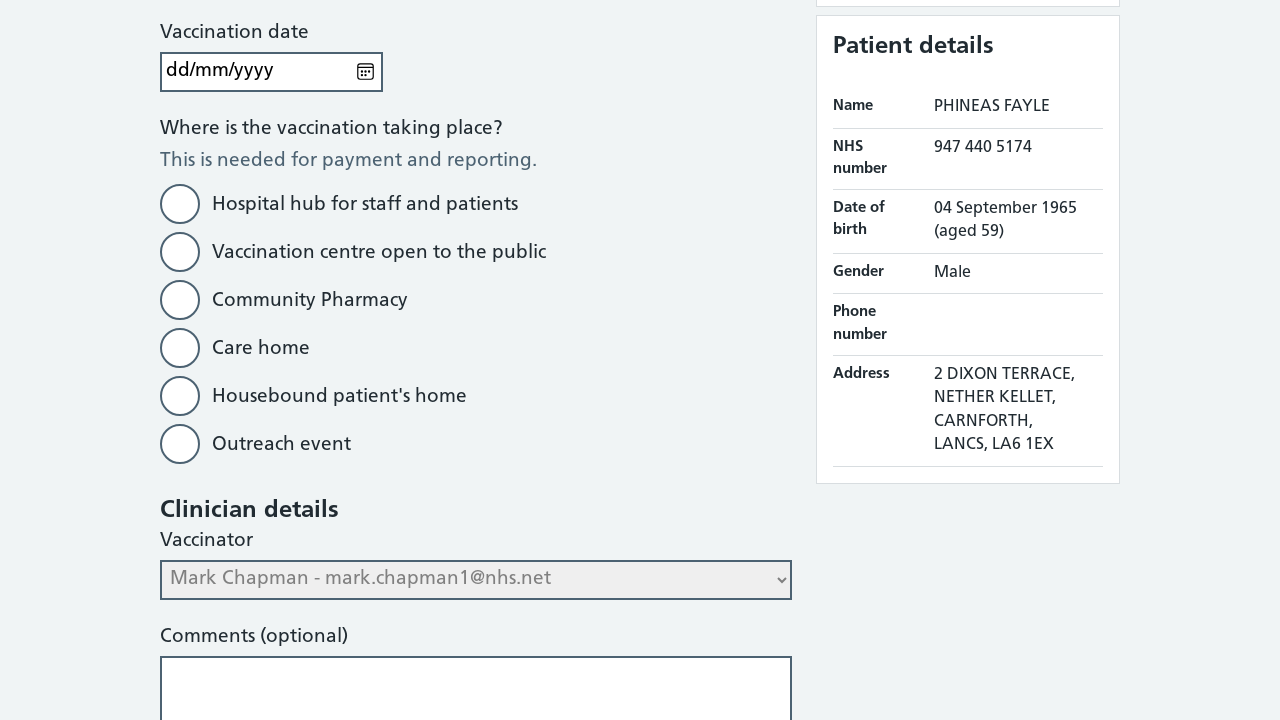 Vaccination date
dd/mm/yyyy
Where is the vaccination taking place?
This is needed for payment and reporting.
Hospital hub for staff and patients
Vaccination centre open to the public
Community Pharmacy
Care home
Housebound patient's home
Outreach event
Clinician details
Vaccinator
Mark Chapman - mark.chapman1@nhs.net
Comments (optional)
Patient details
Name PHINEAS FAYLE
NHS 947 440 5174
number
Date of 04 September 1965
birth (aged 59)
Gender Male
Phone
number
Address 2 DIXON TERRACE,
NETHER KELLET,
CARNFORTH,
LANCS, LA6 1EX